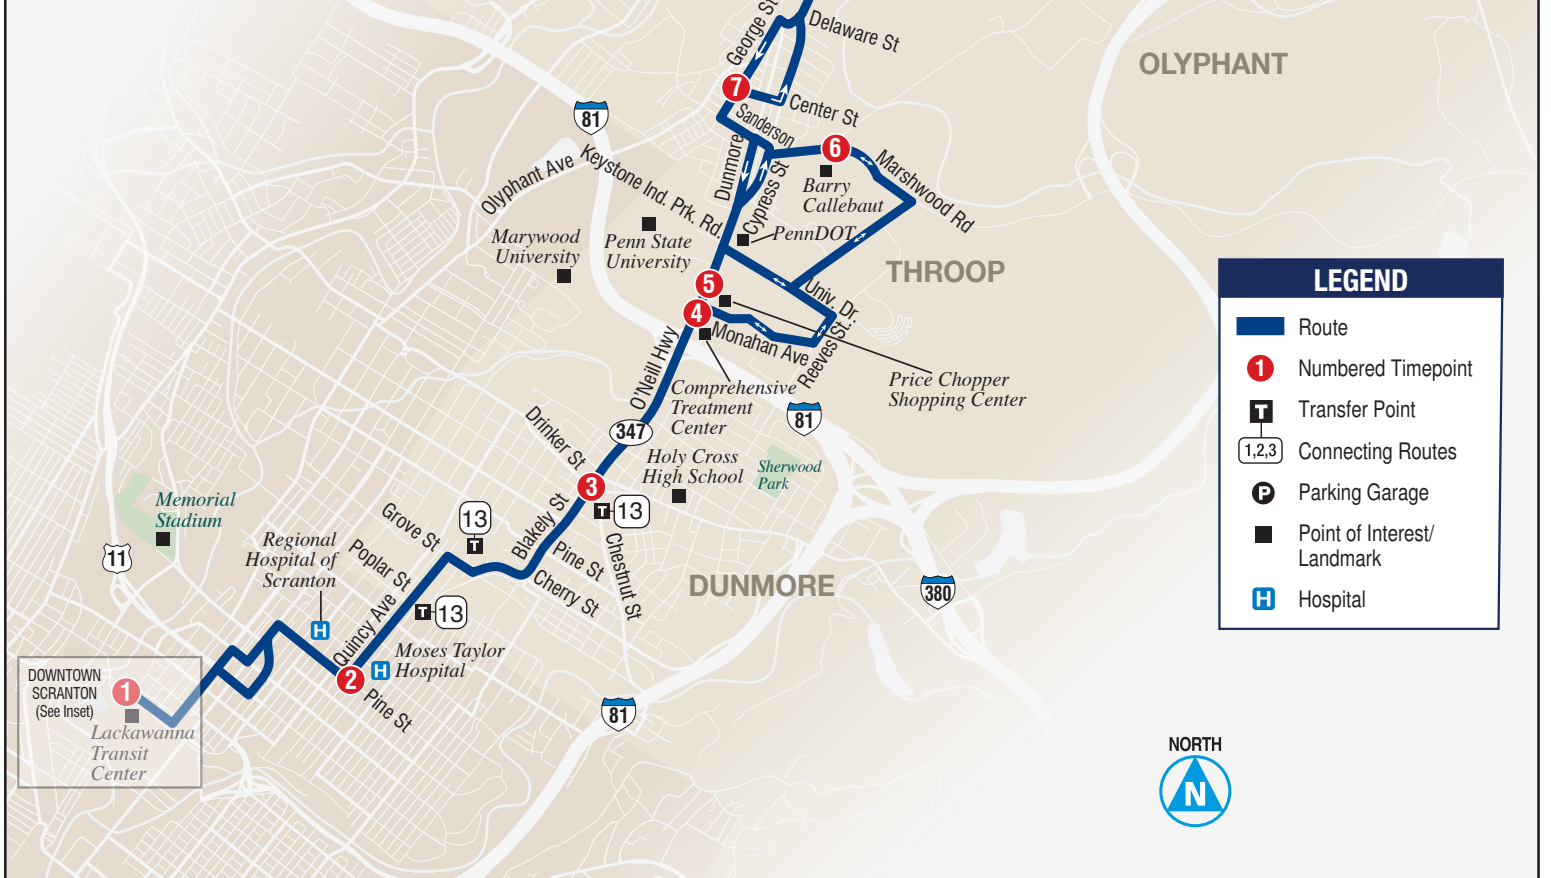 George St
Delaware St
OLYPHANT
7
Center St
81
Sanderson
6
Dunmore
Cypress St
Marshwood Rd
Olyphant Ave
Keystone Ind. Prk. Rd.
Barry
Callebaut
PennDOT
Marywood
University
Penn State
University
THROOP
5
4
Univ. Dr.
Monahan Ave
Reeves St.
O'Neill Hwy
Price Chopper
Shopping Center
Comprehensive
Treatment
Center
81
347
Drinker St
Holy Cross
High School
Sherwood
Park
3
T
13
Memorial
Stadium
13
T
Grove St
Blakely St
11
Regional
Hospital of
Scranton
Poplar St
Pine St
Cherry St
Chestnut St
DUNMORE
380
Quincy Ave
T
13
H
Moses Taylor
Hospital
H
2
Pine St
DOWNTOWN
SCRANTON
(See Inset)
1
Lackawanna
Transit
Center
81
LEGEND
Route
1
Numbered Timepoint
T
Transfer Point
1,2,3
Connecting Routes
P
Parking Garage
Point of Interest/
Landmark
H
Hospital
NORTH
N